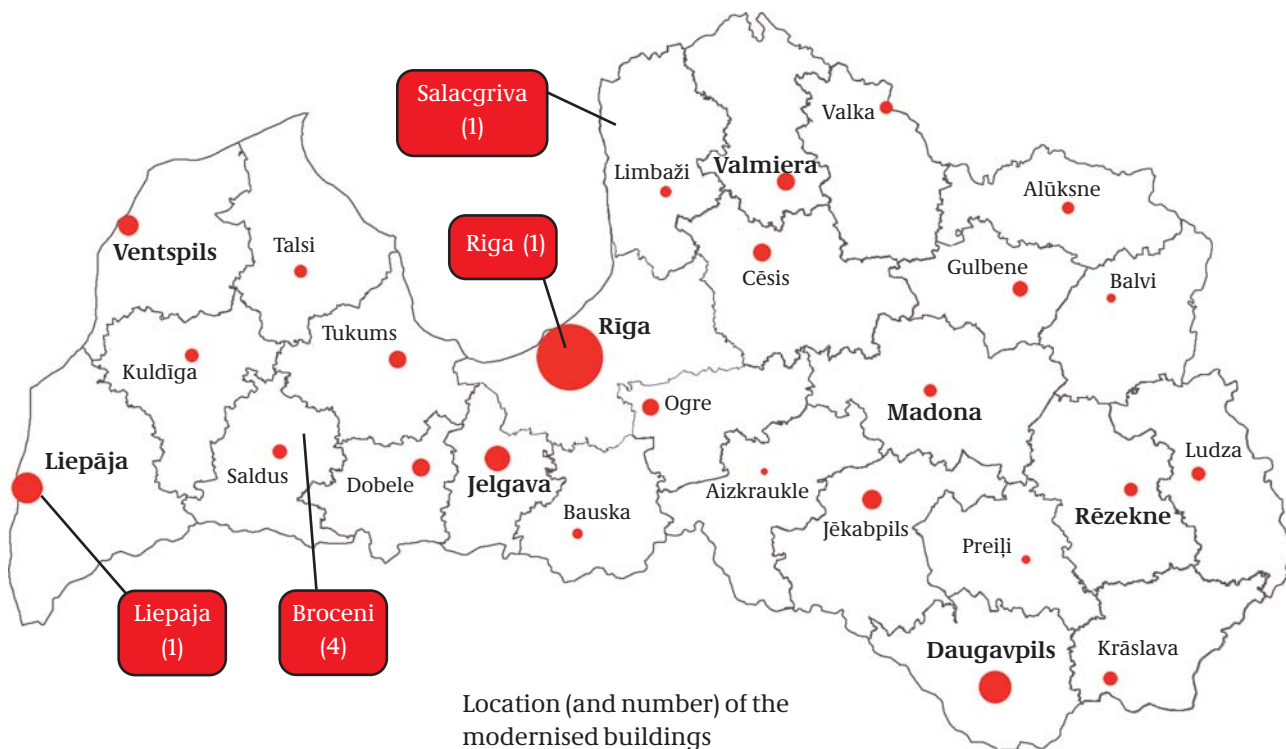 Salacgriva
(1)
Valka
Limbaži
Valmiera
Alūksne
Riga (1)
Ventspils
Talsi
Cēsis
Gulbene
Balvi
Rīga
Tukums
Kuldīga
Ogre
Madona
Liepāja
Saldus
Dobele
Jelgava
Bauska
Aizkraukle
Jēkabpils
Ludza
Rēzekne
Preiļi
Liepaja
(1)
Broceni
(4)
Daugavpils
Krāslava
Location (and number) of the
modernised buildings